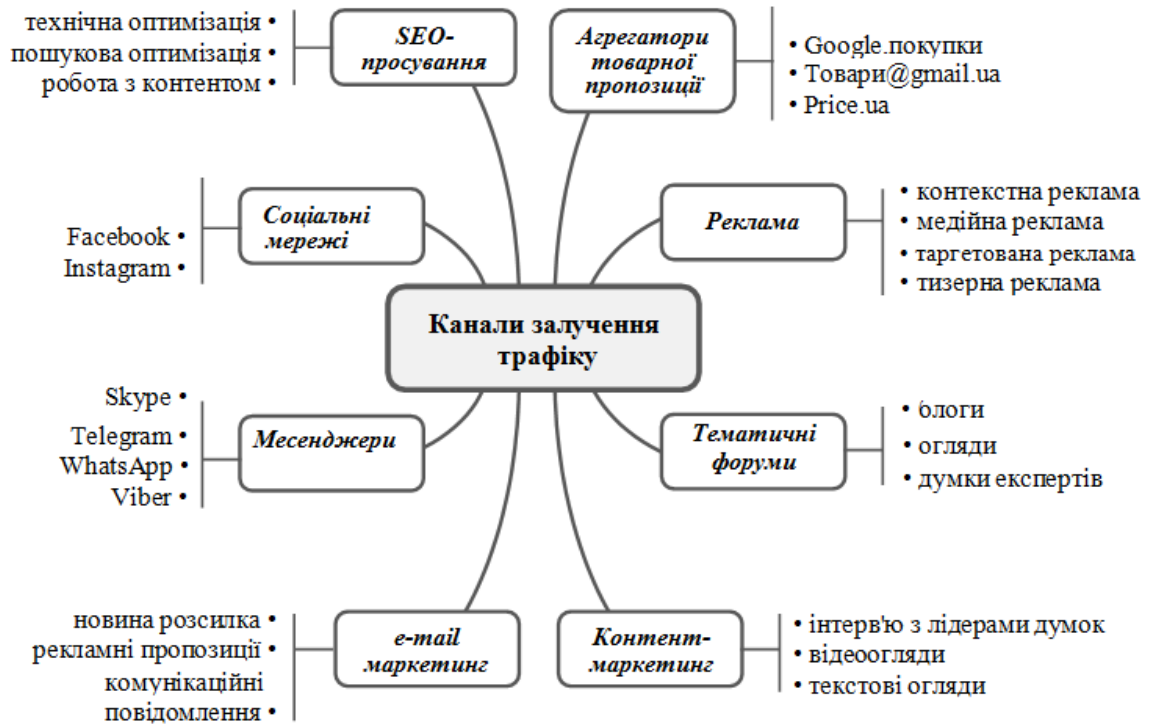 технічна оптимізація •
пошукова оптимізація •
робота з контентом •
SEO-
просування
Агрегатори
товарної
пропозиції
• Google.покупки
• Товари@gmail.ua
• Price.ua
Facebook •
Instagram •
Соціальні
мережі
Реклама
• контекстна реклама
• медійна реклама
• таргетована реклама
• тизерна реклама
Канали залучення
трафіку
Skype •
Telegram •
WhatsApp •
Viber •
Месенджери
Тематичні
форуми
• блоги
• огляди
• думки експертів
новина розсилка •
рекламні пропозиції •
комунікаційні
повідомлення •
e-mail
маркетинг
Контент-
маркетинг
• інтерв'ю з лідерами думок
• відеоогляди
• текстові огляди